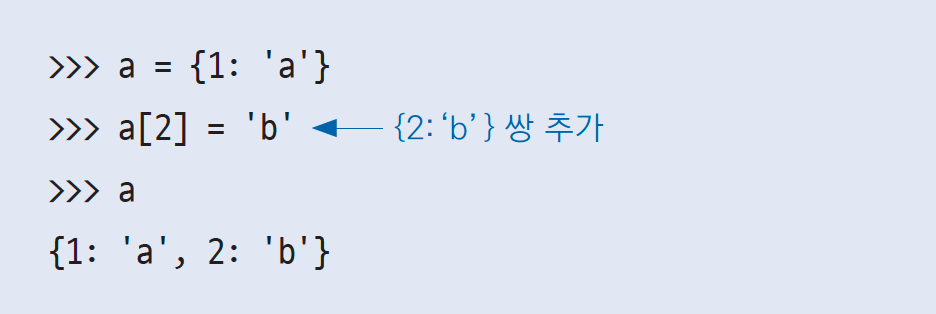 >>> a = {1: 'a'}
>>> a[2] = 'b' {2: ‘b’ } 쌍 추가
>>> a
{1: 'a', 2: 'b'}